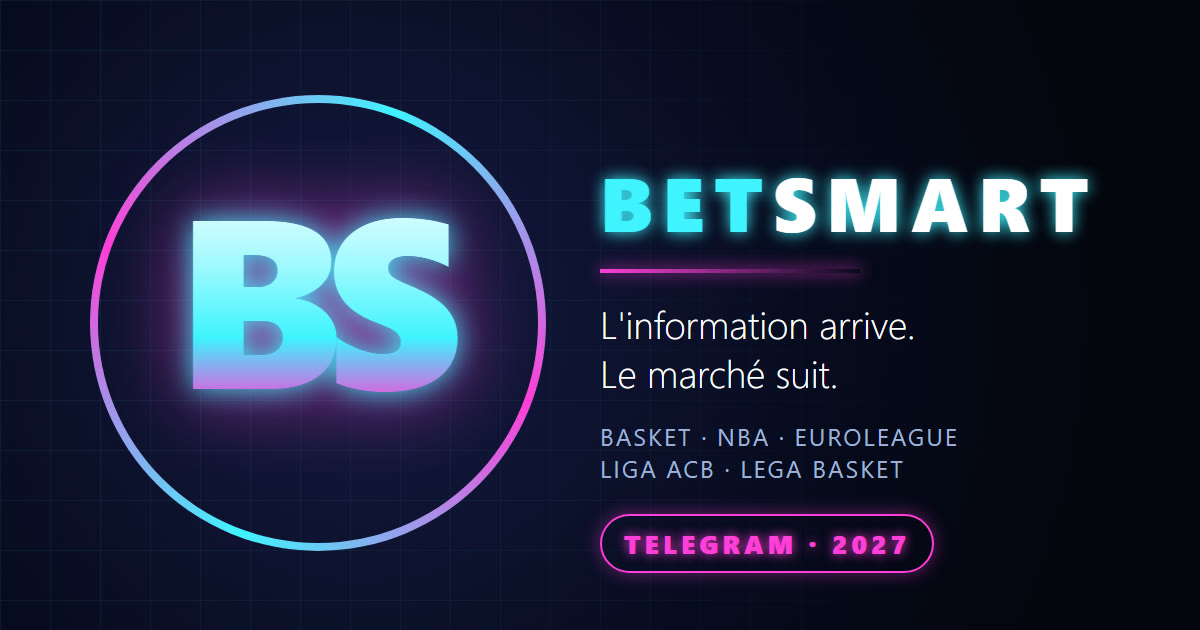 BS
BETSMART
L'information arrive.
Le marché suit.
BASKET · NBA · EUROLEAGUE
LIGA ACB · LEGA BASKET
TELEGRAM · 2027